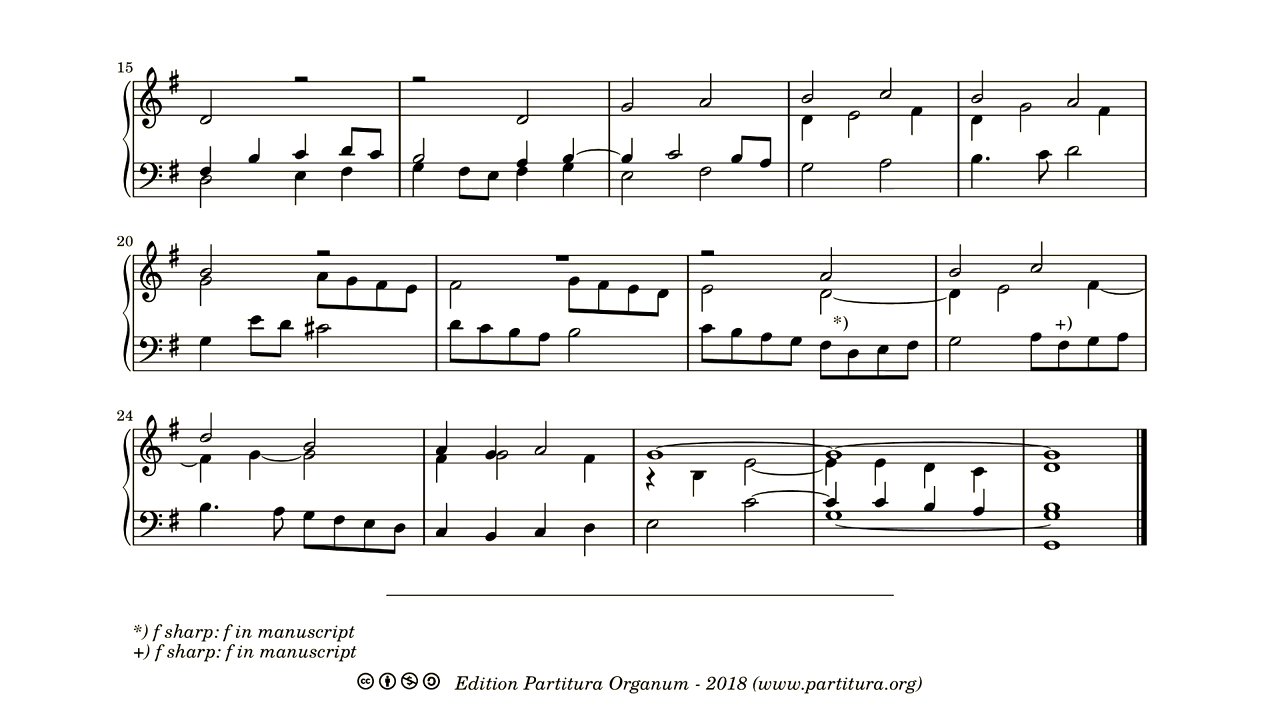 15
20
*)
+)
24
*) f sharp: f in manuscript
+) f sharp: f in manuscript
Edition Partitura Organum - 2018 (www.partitura.org)